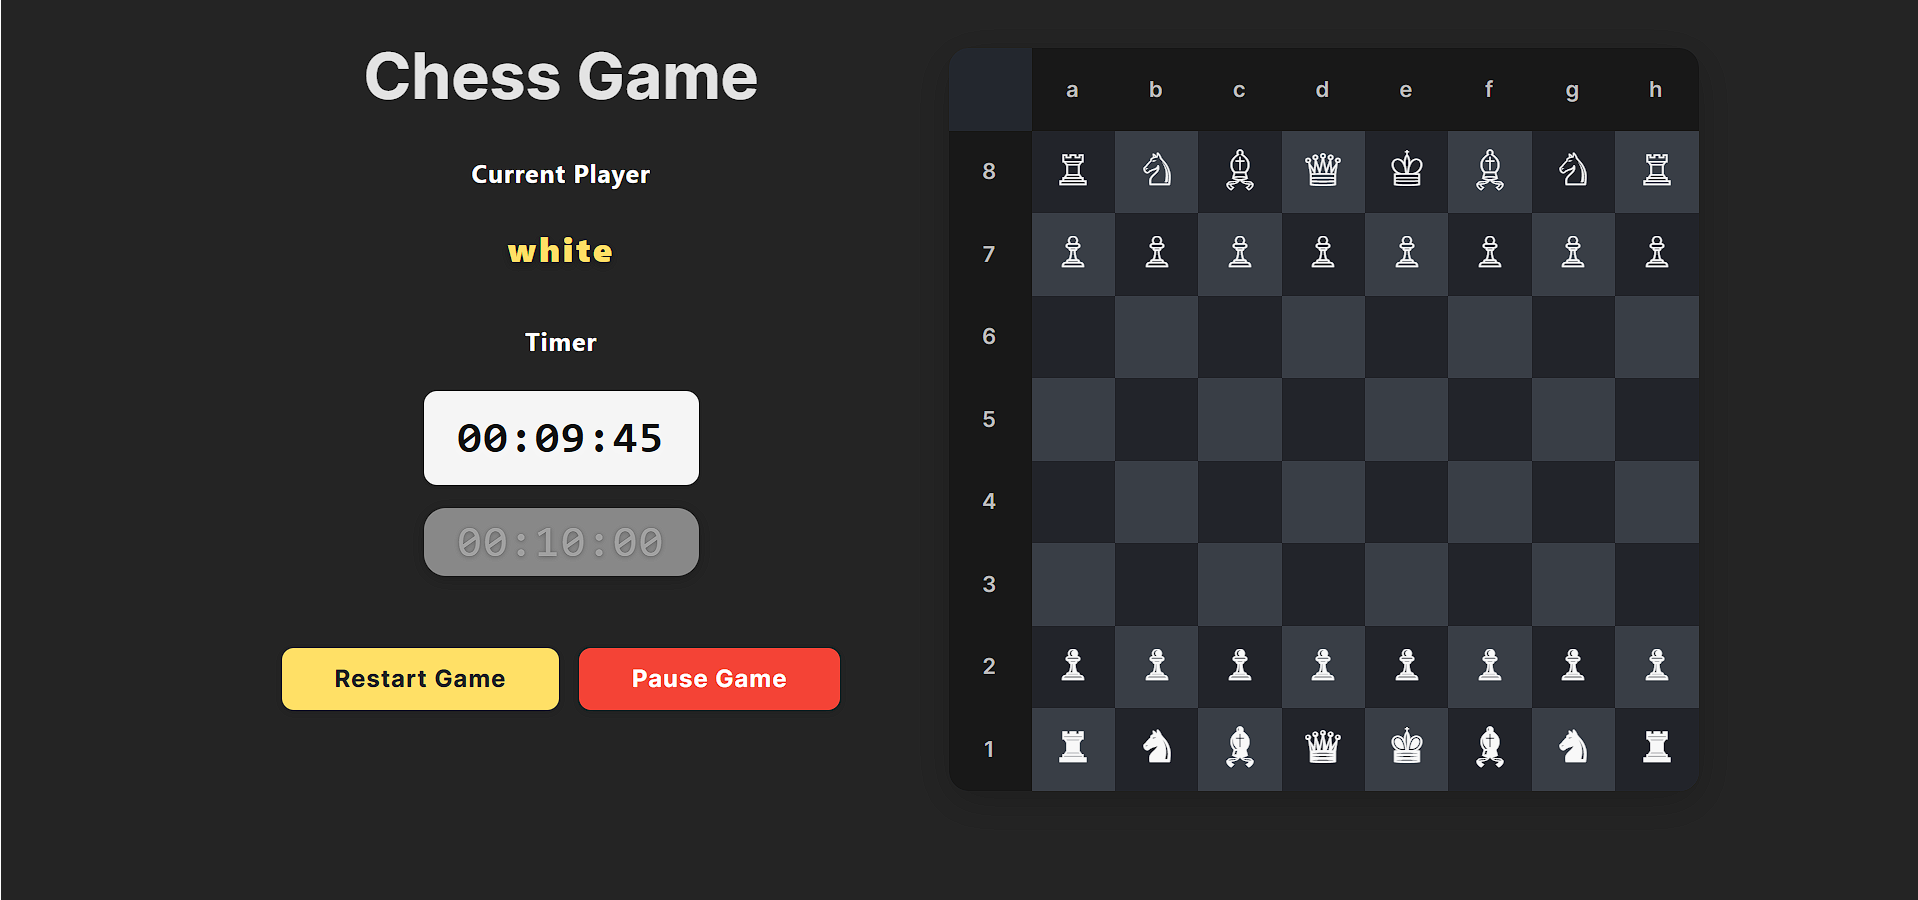 Chess Game
Current Player
white
Timer
00:09:45
00:10:00
Restart Game Pause Game
a b c d e f g h
8
7
6
5
4
3
2
1